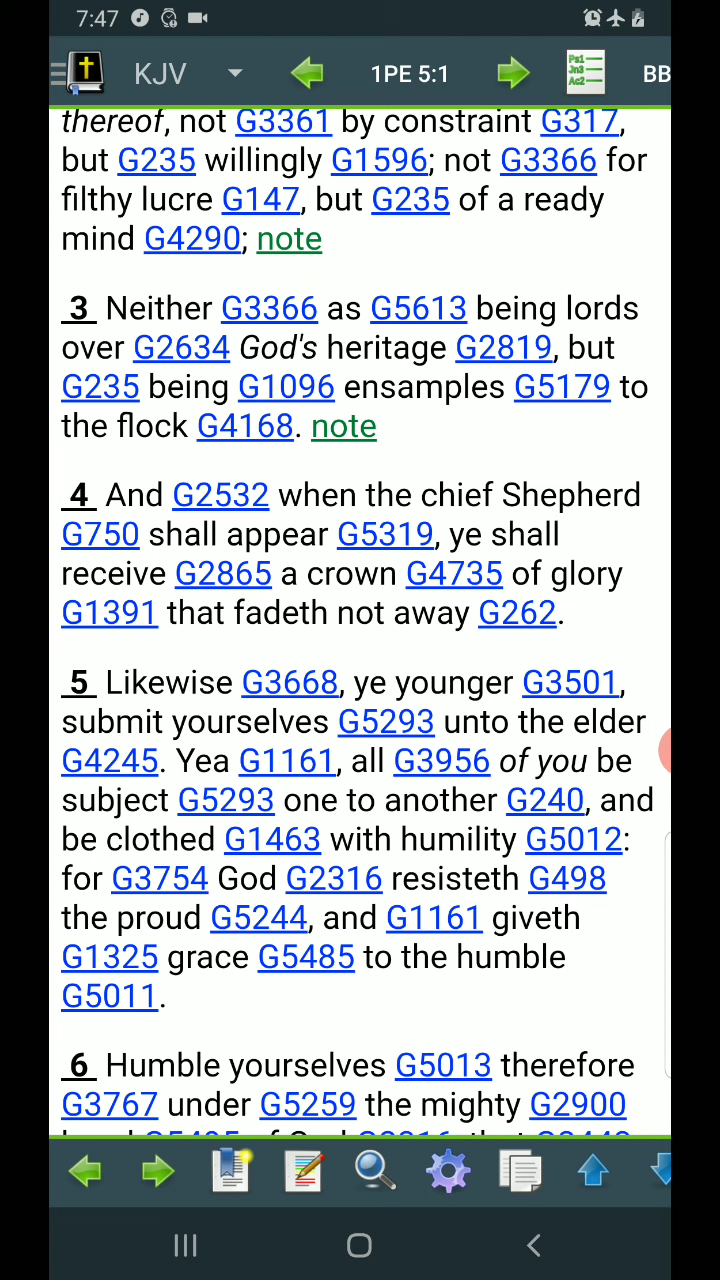 7:47
KJV
1PE 5:1
Ps1
Jn3
Ac2
BB
thereof, not G3361 by constraint G317,
but G235 willingly G1596; not G3366 for
filthy lucre G147, but G235 of a ready
mind G4290; note
3 Neither G3366 as G5613 being lords
over G2634 God's heritage G2819, but
G235 being G1096 ensamples G5179 to
the flock G4168. note
4 And G2532 when the chief Shepherd
G750 shall appear G5319, ye shall
receive G2865 a crown G4735 of glory
G1391 that fadeth not away G262.
5 Likewise G3668, ye younger G3501,
submit yourselves G5293 unto the elder
G4245. Yea G1161, all G3956 of you be
subject G5293 one to another G240, and
be clothed G1463 with humility G5012:
for G3754 God G2316 resisteth G498
the proud G5244, and G1161 giveth
G1325 grace G5485 to the humble
G5011.
6 Humble yourselves G5013 therefore
G3767 under G5259 the mighty G2900